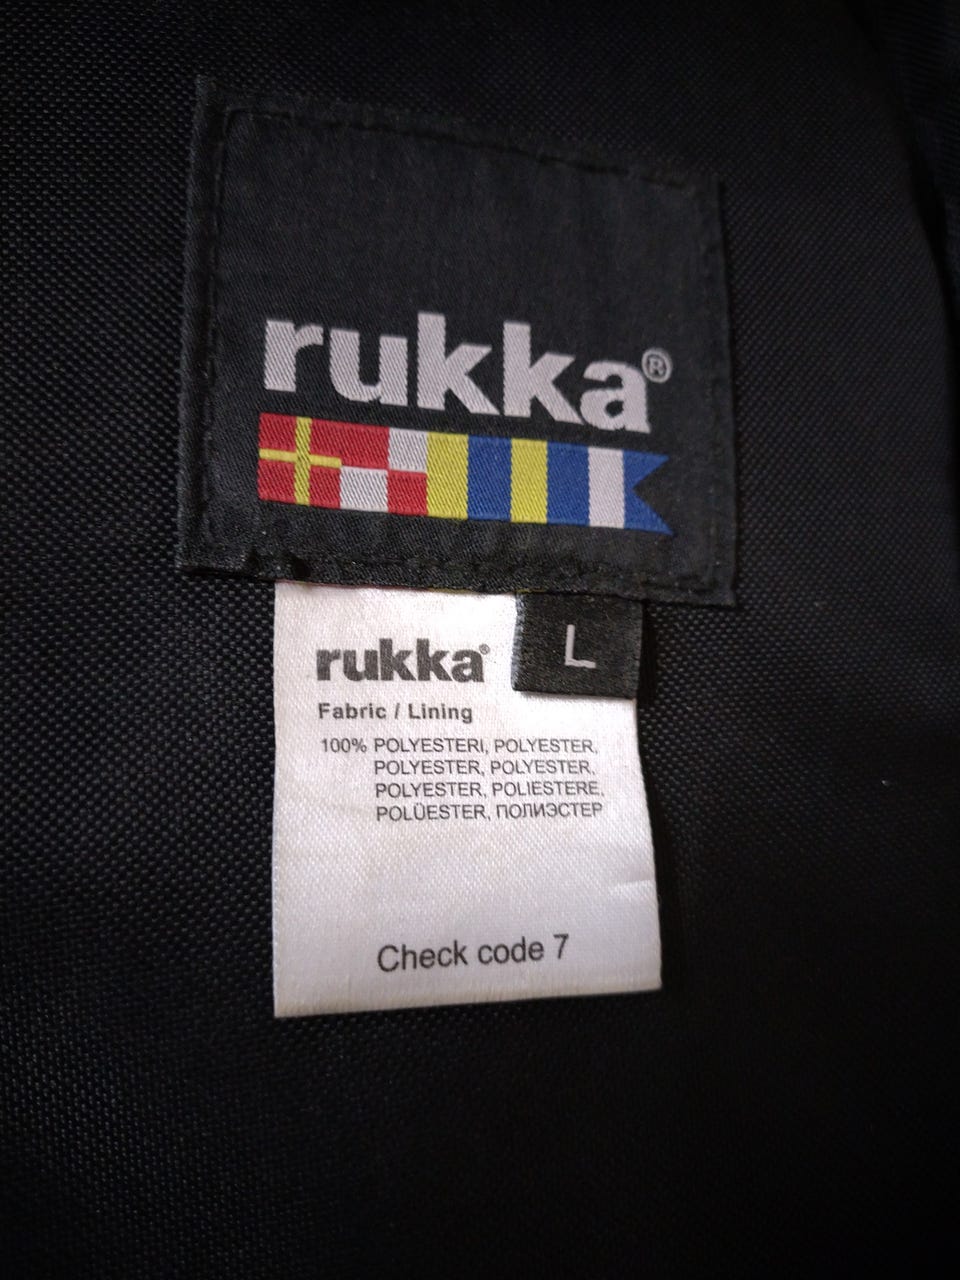 rukka®
rukka®
L
Fabric / Lining
100% POLYESTERI, POLYESTER,
POLYESTER, POLYESTER,
POLYESTER, POLIESTERE,
POLÜESTER, ПОЛИЭСТЕР
Check code 7